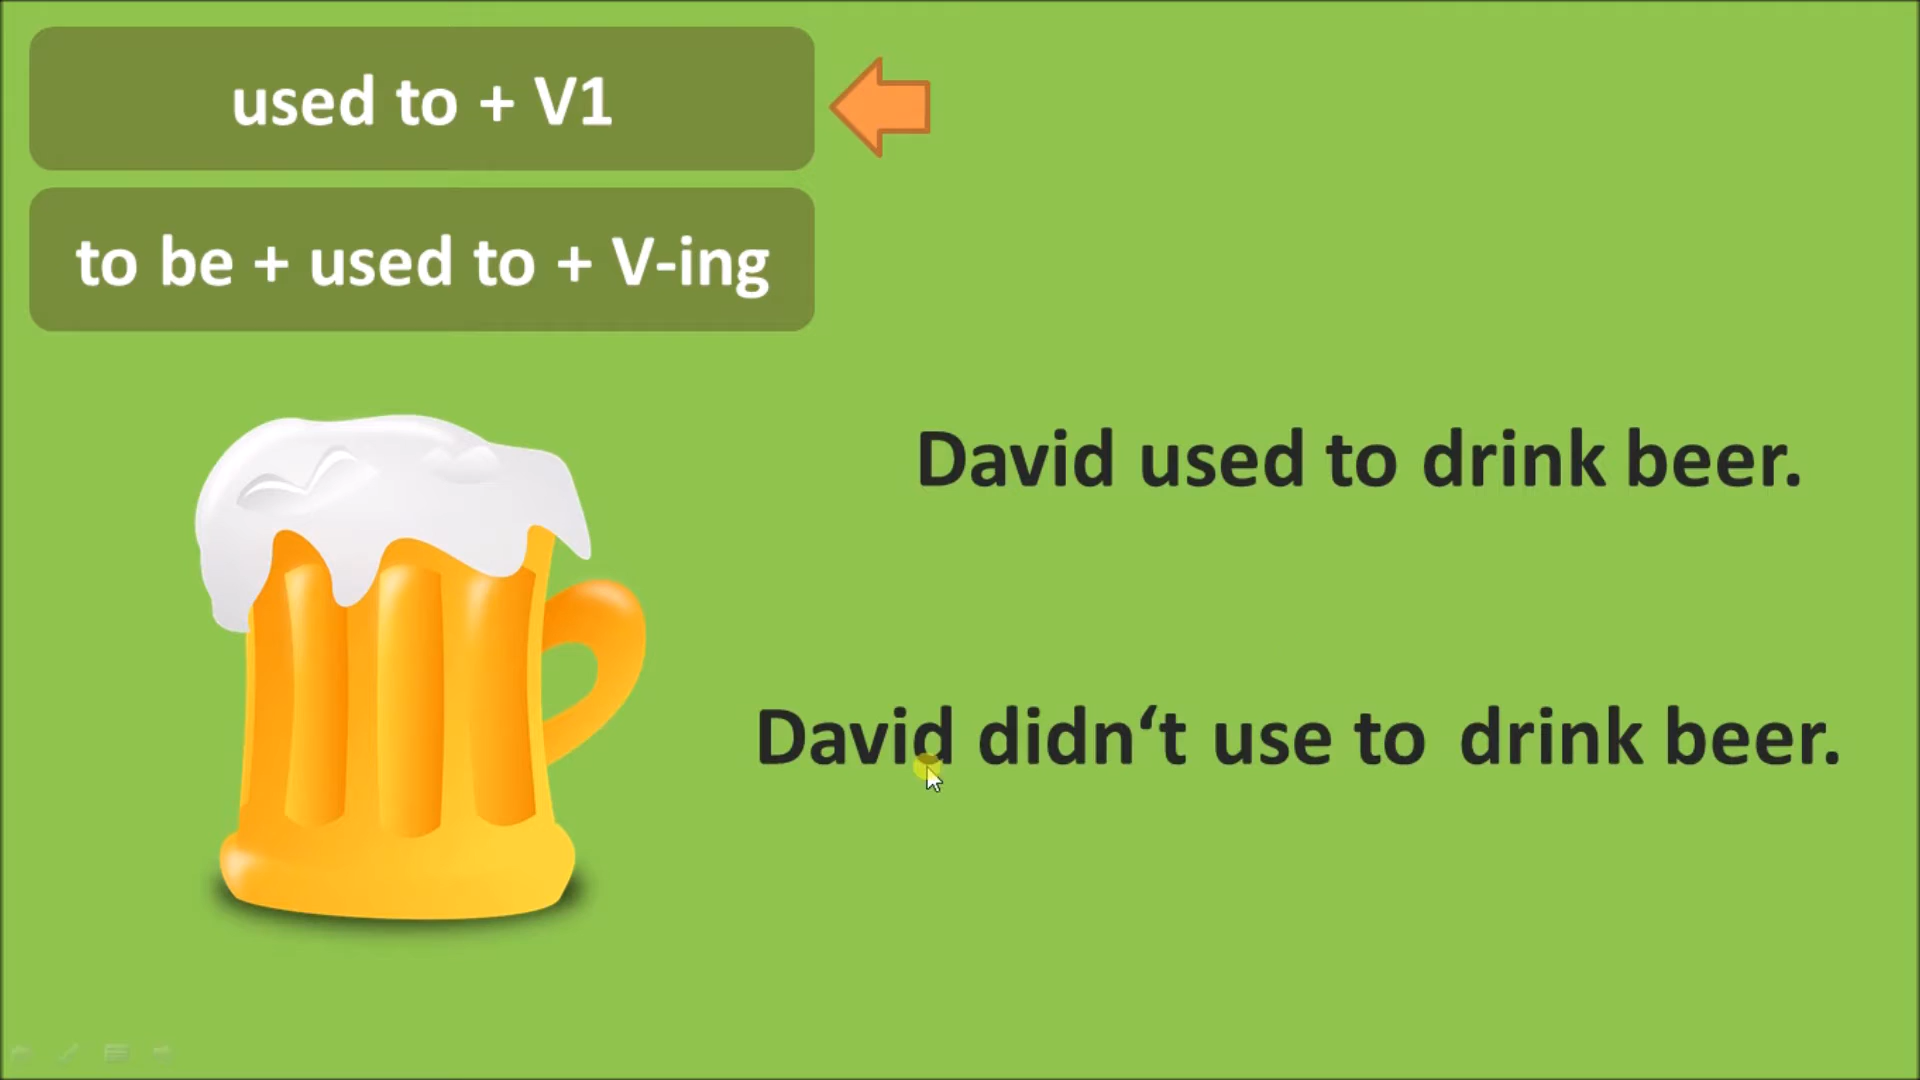 used to + V1
to be + used to + V-ing
David used to drink beer.
David didn‘t use to drink beer.